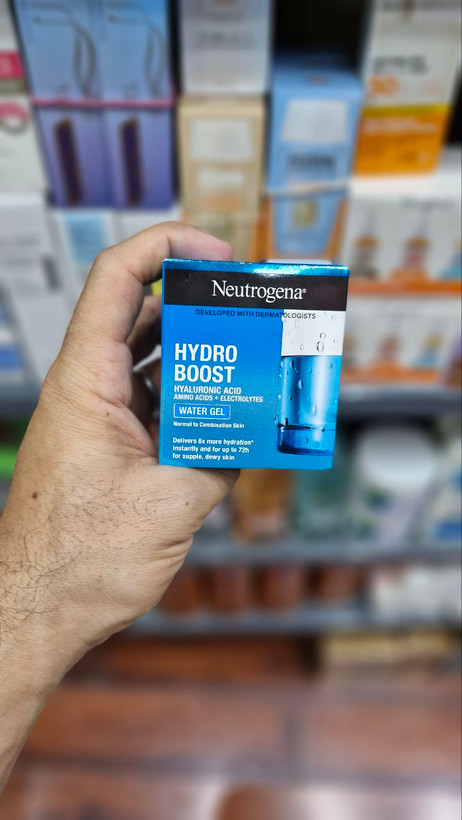 Neutrogena®
DEVELOPED WITH DERMATOLOGISTS
HYDRO
BOOST
HYALURONIC ACID
AMINO ACIDS + ELECTROLYTES
WATER GEL
Normal to Combination Skin
Delivers 6x more hydration*
instantly and for up to 72h
for supple, dewy skin